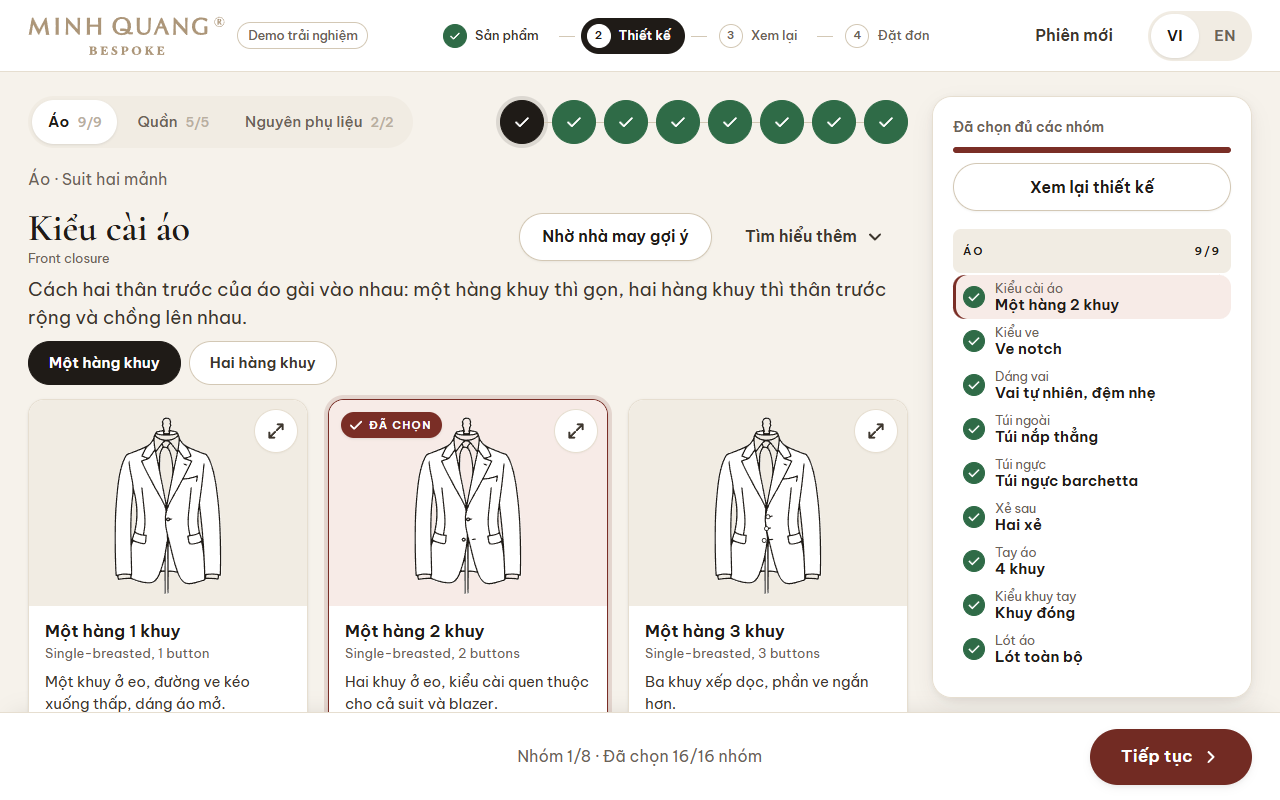 MINH QUANG®
BESPOKE
Demo trải nghiệm
Sản phẩm
2 Thiết kế
3 Xem lại
4 Đặt đơn
Phiên mới
VI EN
Áo 9/9
Quần 5/5
Nguyên phụ liệu 2/2
Áo · Suit hai mảnh
Kiểu cài áo
Front closure
Nhờ nhà may gợi ý
Tìm hiểu thêm
Cách hai thân trước của áo gài vào nhau: một hàng khuy thì gọn, hai hàng khuy thì thân trước
rộng và chồng lên nhau.
Một hàng khuy
Hai hàng khuy
ĐÃ CHỌN
Một hàng 1 khuy
Single-breasted, 1 button
Một khuy ở eo, đường ve kéo
xuống thấp, dáng áo mở.
Một hàng 2 khuy
Single-breasted, 2 buttons
Hai khuy ở eo, kiểu cài quen thuộc
cho cả suit và blazer.
Một hàng 3 khuy
Single-breasted, 3 buttons
Ba khuy xếp dọc, phần ve ngắn
hơn.
Đã chọn đủ các nhóm
Xem lại thiết kế
ÁO 9/9
Kiểu cài áo
Một hàng 2 khuy
Kiểu ve
Ve notch
Dáng vai
Vai tự nhiên, đệm nhẹ
Túi ngoài
Túi nắp thẳng
Túi ngực
Túi ngực barchetta
Xẻ sau
Hai xẻ
Tay áo
4 khuy
Kiểu khuy tay
Khuy đóng
Lót áo
Lót toàn bộ
Nhóm 1/8 · Đã chọn 16/16 nhóm
Tiếp tục